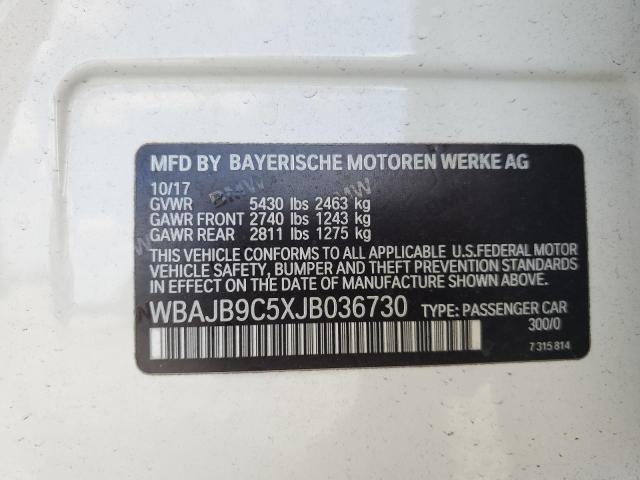 MFD BY BAYERISCHE MOTOREN WERKE AG
10/17
GVWR 5430 lbs 2463 kg
GAWR FRONT 2740 lbs 1243 kg
GAWR REAR 2811 lbs 1275 kg
THIS VEHICLE CONFORMS TO ALL APPLICABLE U.S.FEDERAL MOTOR
VEHICLE SAFETY, BUMPER AND THEFT PREVENTION STANDARDS
IN EFFECT ON THE DATE OF MANUFACTURE SHOWN ABOVE.
WBAJB9C5XJB036730 TYPE: PASSENGER CAR
300/0
7 315 814